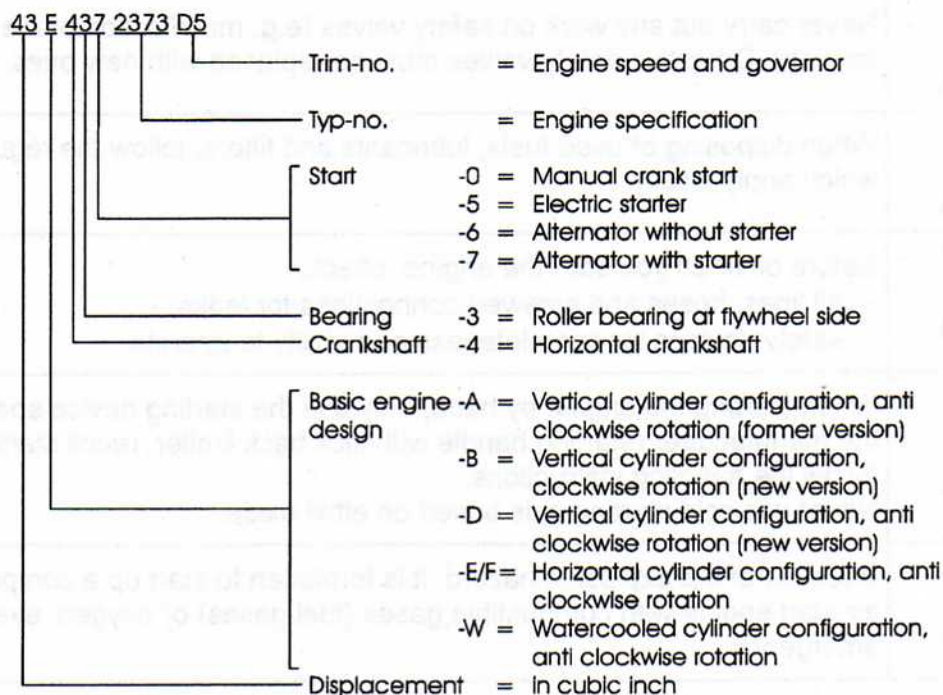 43 E 437 2373 D5
Trim-no. = Engine speed and governor
Typ-no. = Engine specification
Start -0 = Manual crank start
-5 = Electric starter
-6 = Alternator without starter
-7 = Alternator with starter
Bearing -3 = Roller bearing at flywheel side
Crankshaft -4 = Horizontal crankshaft
Basic engine -A = Vertical cylinder configuration, anti
design clockwise rotation (former version)
-B = Vertical cylinder configuration,
clockwise rotation (new version)
-D = Vertical cylinder configuration, anti
clockwise rotation (new version)
-E/F= Horizontal cylinder configuration, anti
clockwise rotation
-W = Watercooled cylinder configuration,
anti clockwise rotation
Displacement = in cubic inch